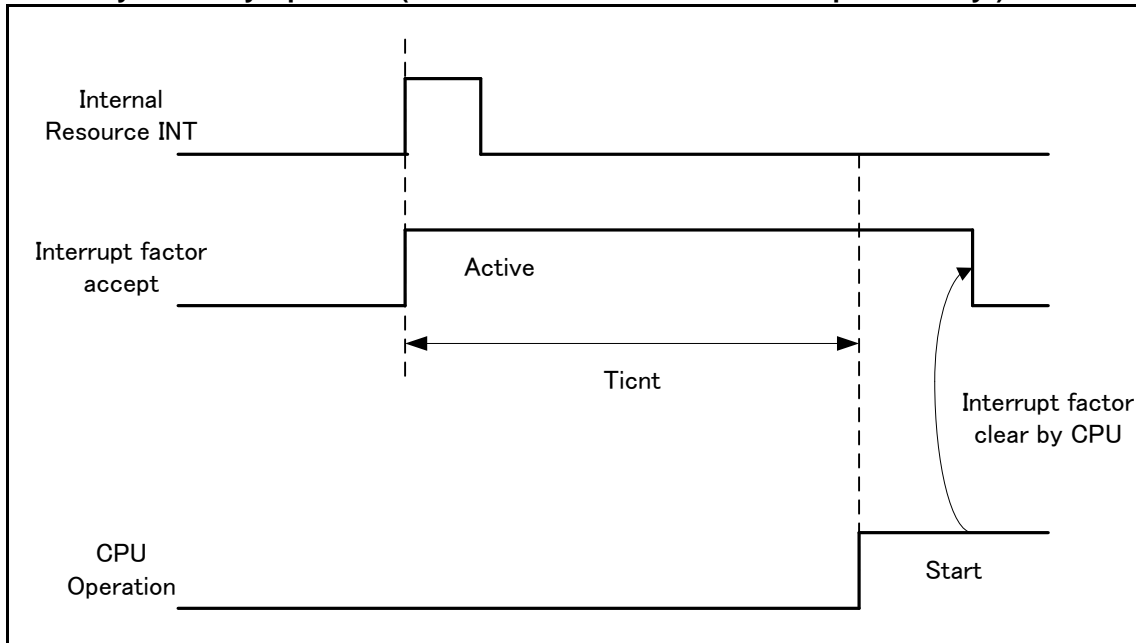 Internal
Resource INT
Interrupt factor
accept
Active
Ticnt
Interrupt factor
clear by CPU
CPU
Operation
Start